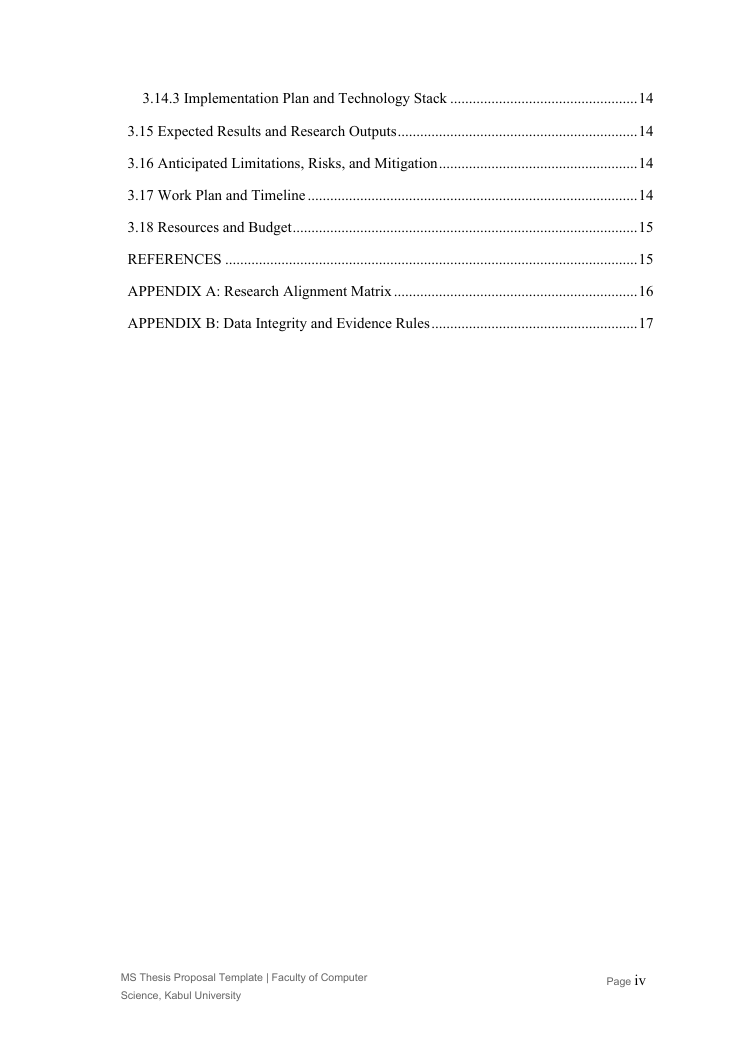 3.14.3 Implementation Plan and Technology Stack ..................................................14
3.15 Expected Results and Research Outputs................................................................14
3.16 Anticipated Limitations, Risks, and Mitigation.....................................................14
3.17 Work Plan and Timeline ........................................................................................14
3.18 Resources and Budget............................................................................................15
REFERENCES ..............................................................................................................15
APPENDIX A: Research Alignment Matrix .................................................................16
APPENDIX B: Data Integrity and Evidence Rules.......................................................17
MS Thesis Proposal Template | Faculty of Computer
Science, Kabul University
Page iv